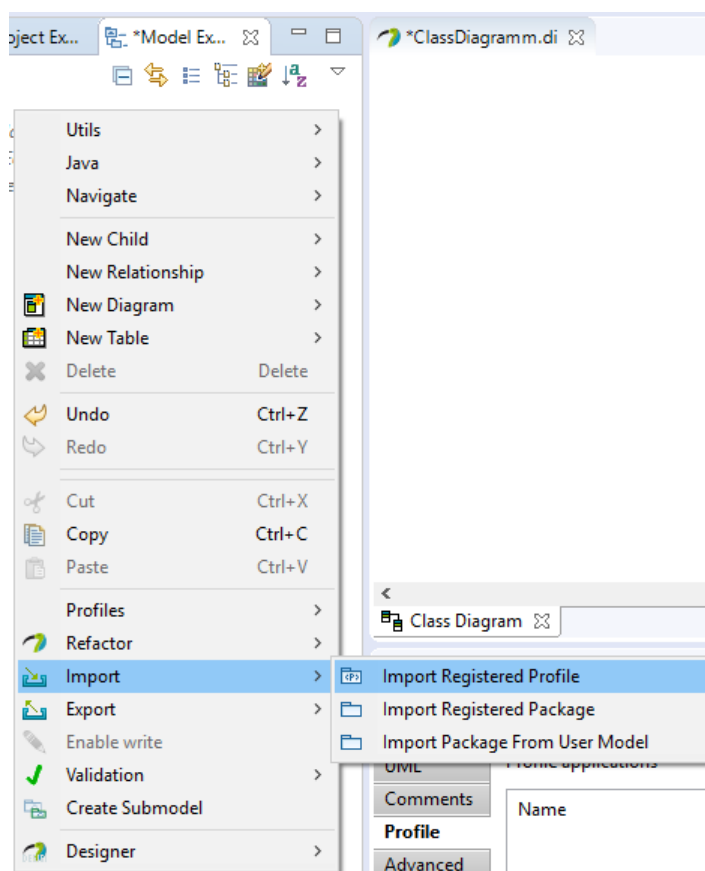 oject Ex... *Model Ex... *ClassDiagramm.di
Utils
Java
Navigate
New Child
New Relationship
New Diagram
New Table
Delete Delete
Undo Ctrl+Z
Redo Ctrl+Y
Cut Ctrl+X
Copy Ctrl+C
Paste Ctrl+V
Profiles
Class Diagram
Refactor
Import Import Registered Profile
Export Import Registered Package
Enable write Import Package From User Model
UML Profile applications
Validation
Comments Name
Create Submodel
Profile
Designer
Advanced